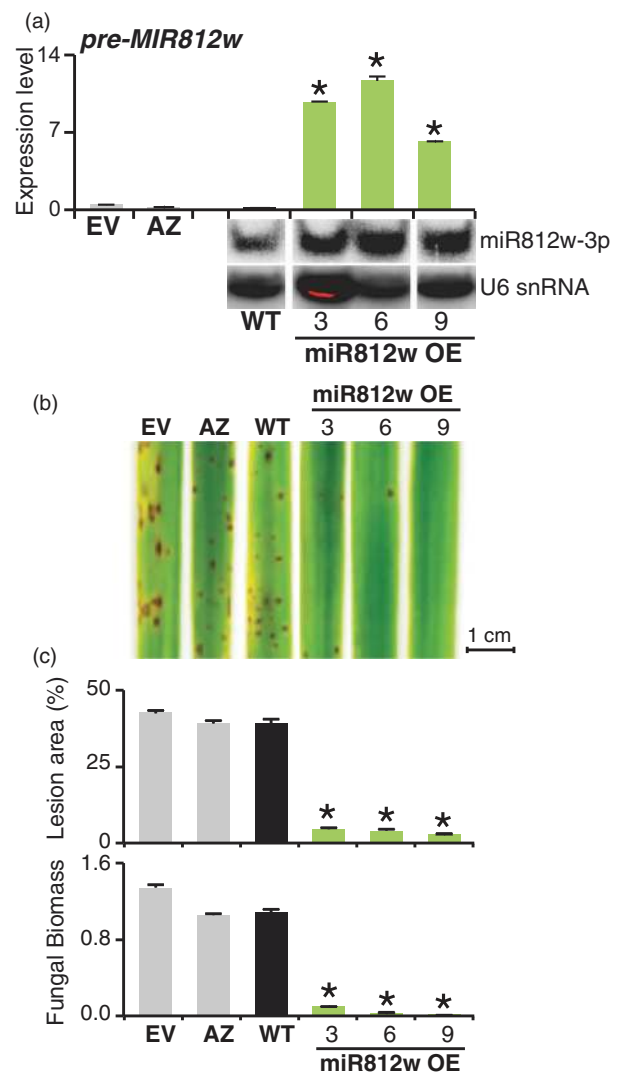 (a)
pre-MIR812w
Expression level
14
7
0
EV AZ
* * *
miR812w-3p
U6 snRNA
WT 3 6 9
miR812w OE
(b)
miR812w OE
EV AZ WT 3 6 9
1 cm
(c)
Lesion area (%)
50
25
0
* * *
Fungal Biomass
1.6
0.8
0.0
* * *
EV AZ WT 3 6 9
miR812w OE